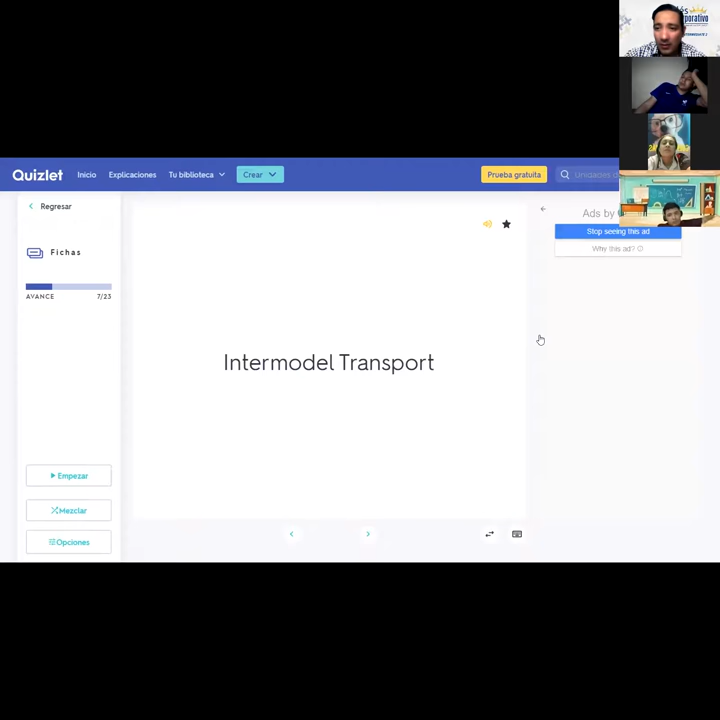 Quizlet
Inicio
Explicaciones
Tu biblioteca
Crear
Prueba gratuita
Unidades
Regresar
Fichas
AVANCE 7/23
Intermodel Transport
Empezar
Mezclar
Opciones
Ads by
Stop seeing this ad
Why this ad?